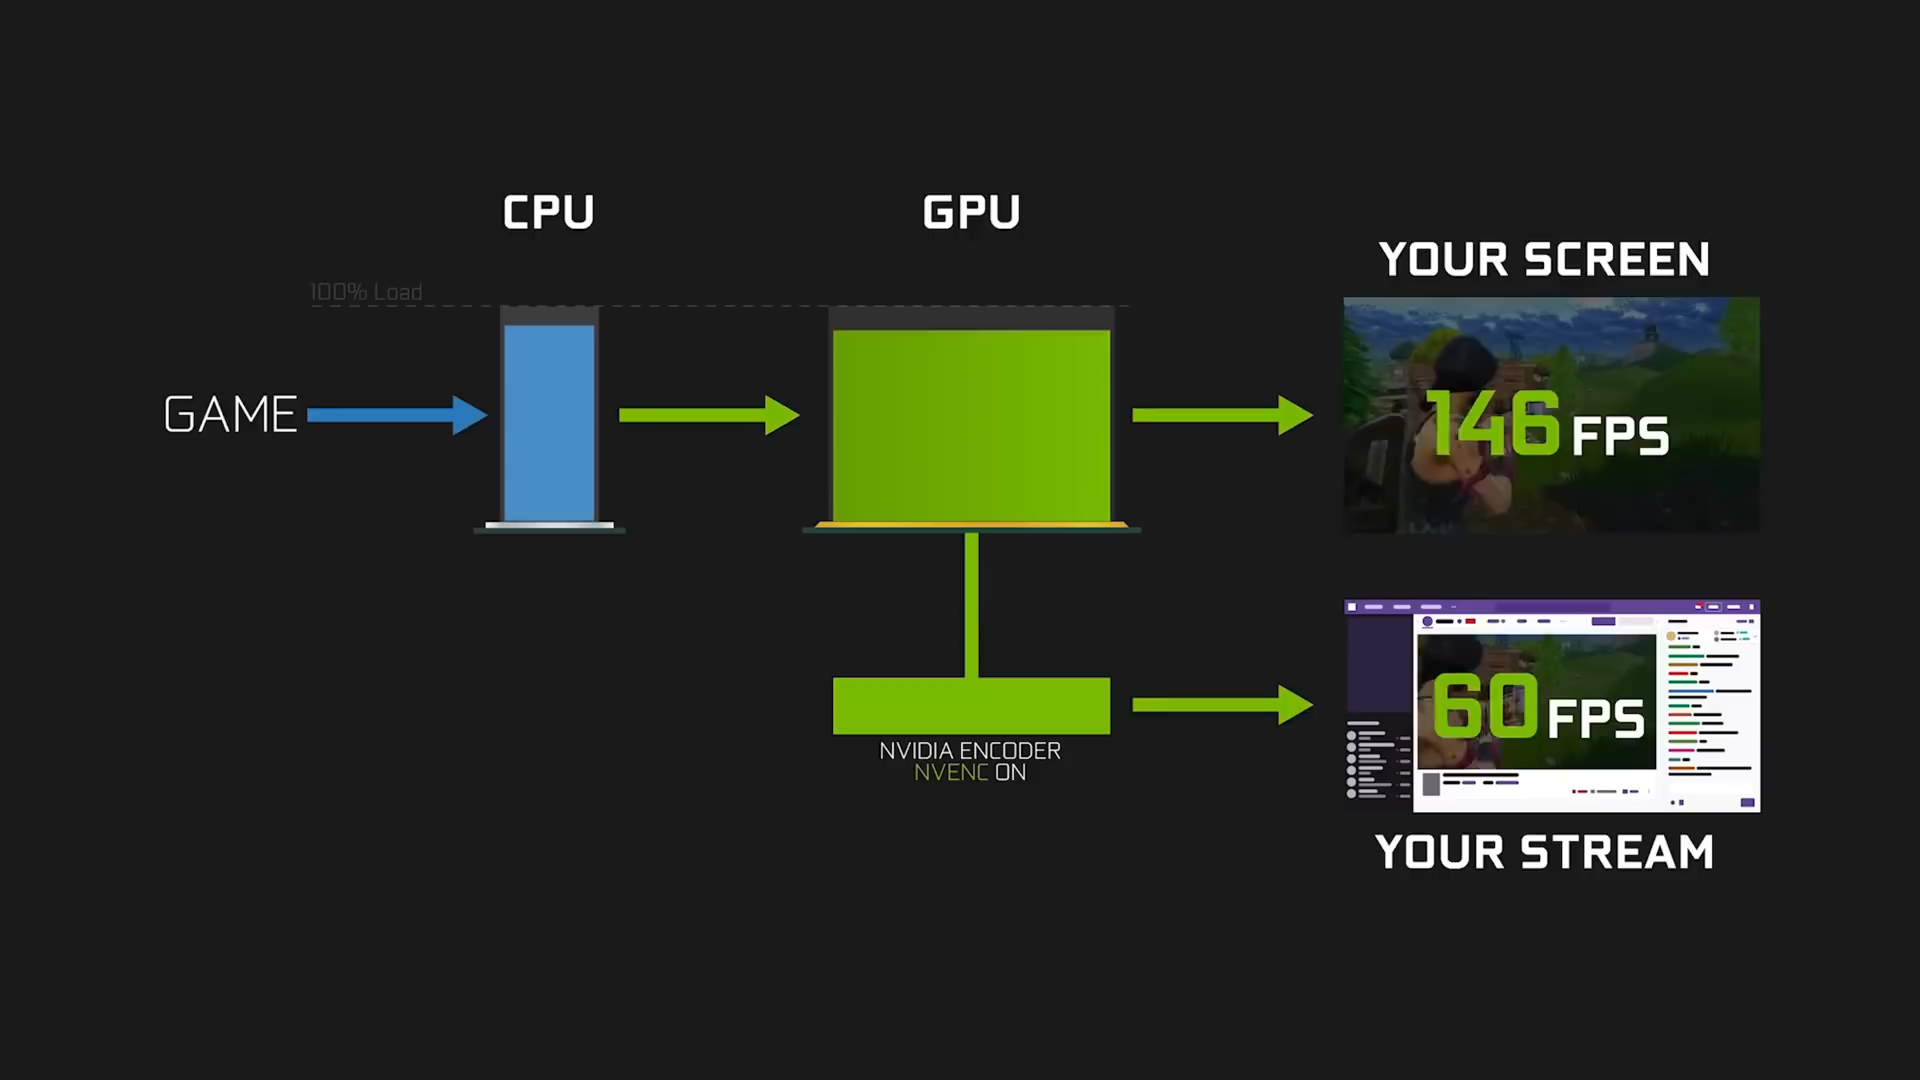 CPU
GPU
YOUR SCREEN
100% Load
GAME
146 FPS
60 FPS
NVIDIA ENCODER
NVENC ON
YOUR STREAM